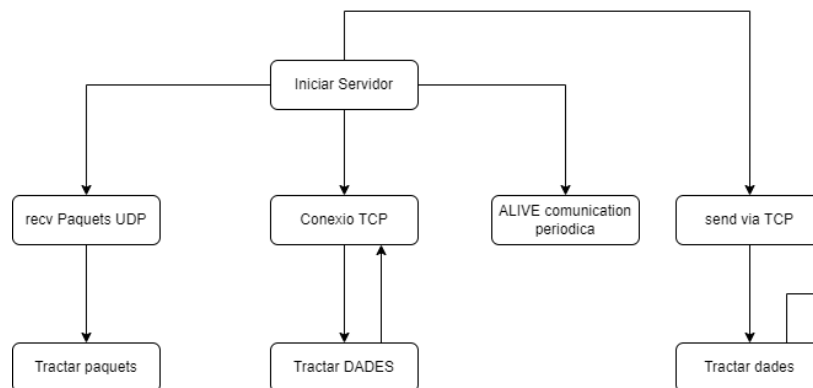 Iniciar Servidor
recv Paquets UDP
Conexio TCP
ALIVE comunication
periodica
send via TCP
Tractar paquets
Tractar DADES
Tractar dades